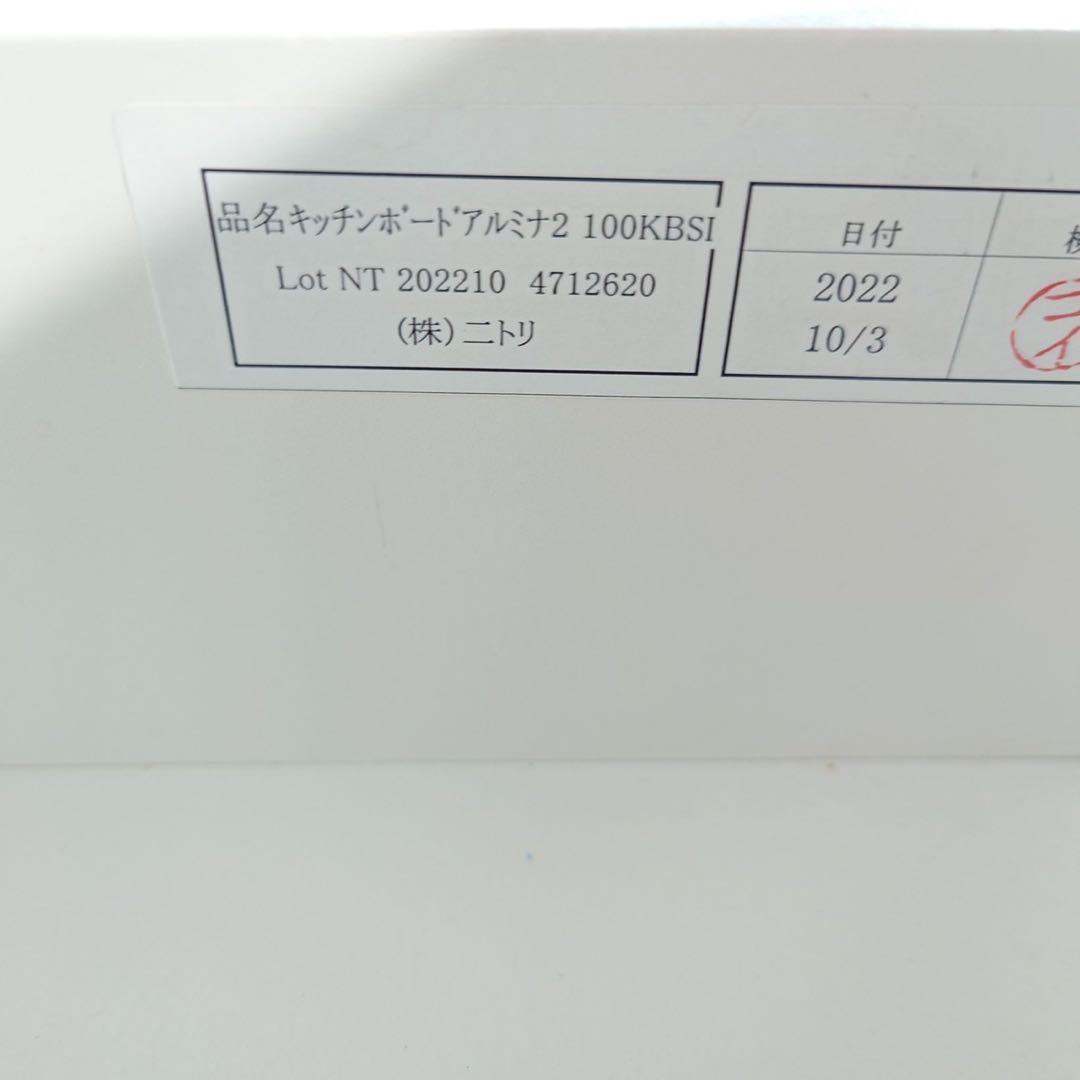 品名キッチンボードアルミナ2 100KBSI
Lot NT 202210 4712620
(株)ニトリ
日付
2022
10/3